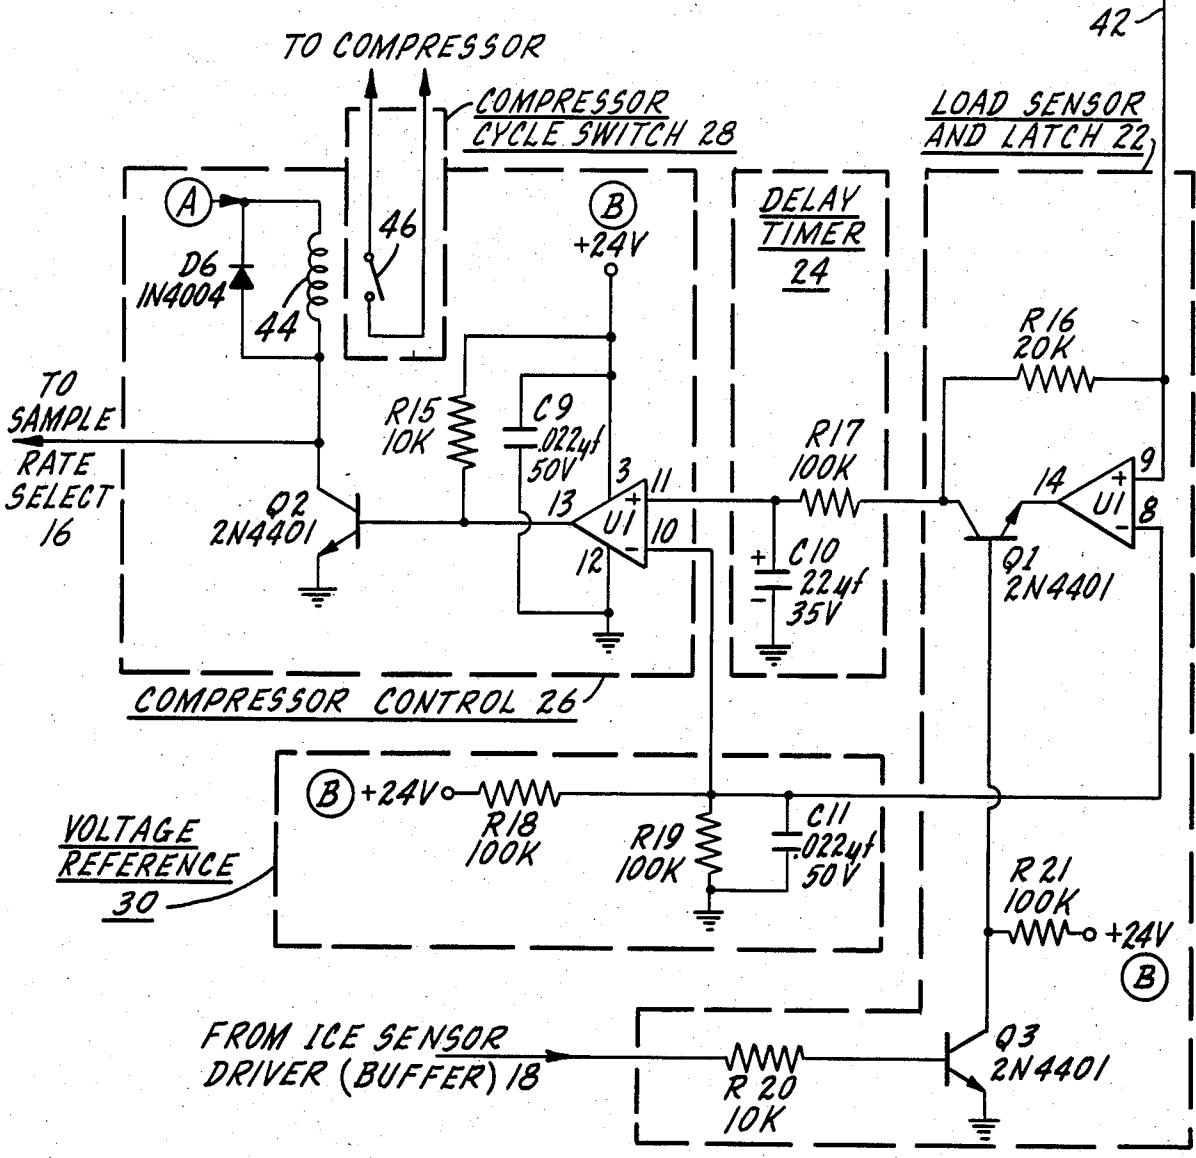 42
TO COMPRESSOR
COMPRESSOR
CYCLE SWITCH 28
LOAD SENSOR
AND LATCH 22
A
46
B
+24V
DELAY
TIMER
24
D6
1N4004
44
R16
20K
TO
SAMPLE
RATE
SELECT
16
R15
10K
C9
.022µf
50V
3
11
13
+
U1
10
12
-
R17
100K
9
14
+
U1
8
-
Q2
2N4401
+
C10
22µf
-
35V
Q1
2N4401
COMPRESSOR CONTROL 26
B
+24V
R18
100K
R19
100K
C11
.022µf
50V
VOLTAGE
REFERENCE
30
R21
100K
+24V
B
FROM ICE SENSOR
DRIVER (BUFFER) 18
R20
10K
Q3
2N4401